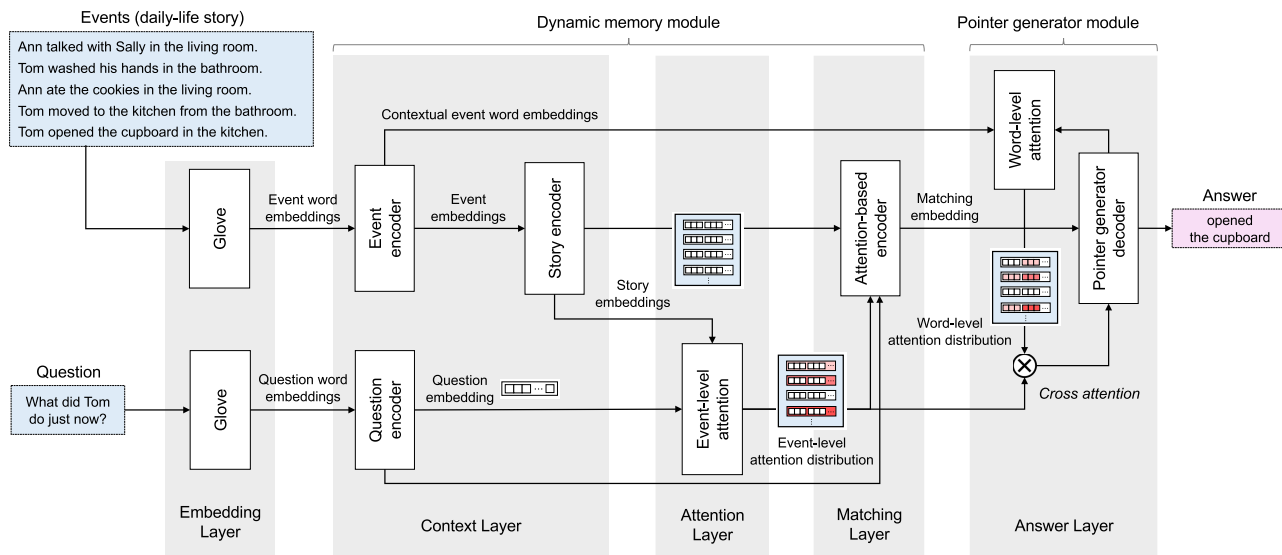 Events (daily-life story)
Ann talked with Sally in the living room.
Tom washed his hands in the bathroom.
Ann ate the cookies in the living room.
Tom moved to the kitchen from the bathroom.
Tom opened the cupboard in the kitchen.
Dynamic memory module
Pointer generator module
Contextual event word embeddings
Word-level
attention
Glove
Event word
embeddings
Event
encoder
Event
embeddings
Story encoder
Story
embeddings
Attention-based
encoder
Matching
embedding
Pointer generator
decoder
Answer
opened
the cupboard
Word-level
attention distribution
Cross attention
Question
What did Tom
do just now?
Glove
Question word
embeddings
Question
encoder
Question
embedding
Event-level
attention
Event-level
attention distribution
Embedding
Layer
Context Layer
Attention
Layer
Matching
Layer
Answer Layer